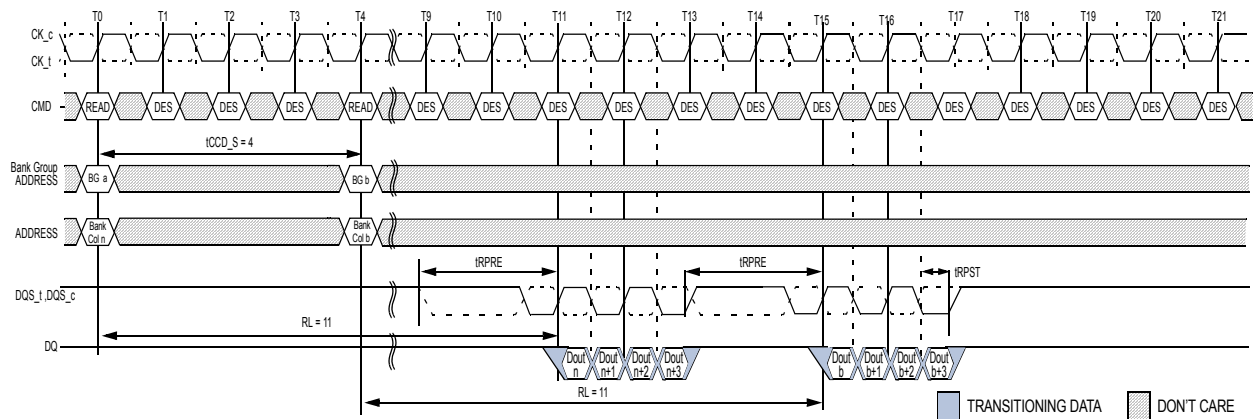 T0 T1 T2 T3 T4 T9 T10 T11 T12 T13 T14 T15 T16 T17 T18 T19 T20 T21
CK_c
CK_t
CMD READ DES DES DES READ DES DES DES DES DES DES DES DES DES DES DES DES DES
tCCD_S = 4
Bank Group
ADDRESS BG a BG b
ADDRESS Bank
Col n Bank
Col b
tRPRE tRPRE tRPST
DQS_t ,DQS_c
RL = 11
DQ Dout
n Dout
n+1 Dout
n+2 Dout
n+3 Dout
b Dout
b+1 Dout
b+2 Dout
b+3
RL = 11
TRANSITIONING DATA DON'T CARE